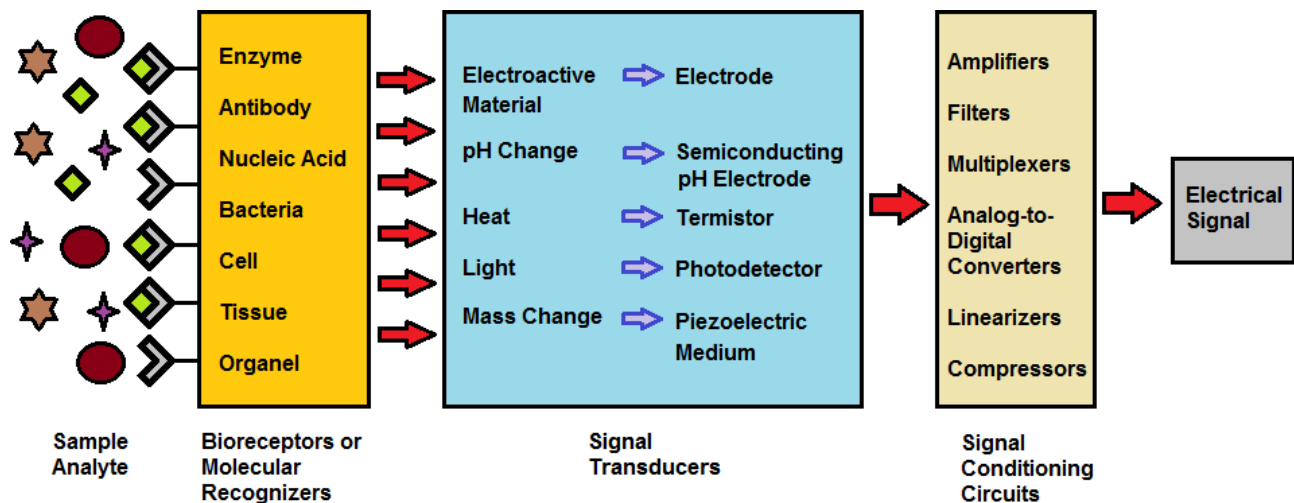 Enzyme
Antibody
Nucleic Acid
Bacteria
Cell
Tissue
Organel
Electroactive
Material
Electrode
pH Change
Semiconducting
pH Electrode
Heat
Termistor
Light
Photodetector
Mass Change
Piezoelectric
Medium
Amplifiers
Filters
Multiplexers
Analog-to-
Digital
Converters
Linearizers
Compressors
Electrical
Signal
Sample
Analyte
Bioreceptors or
Molecular
Recognizers
Signal
Transducers
Signal
Conditioning
Circuits